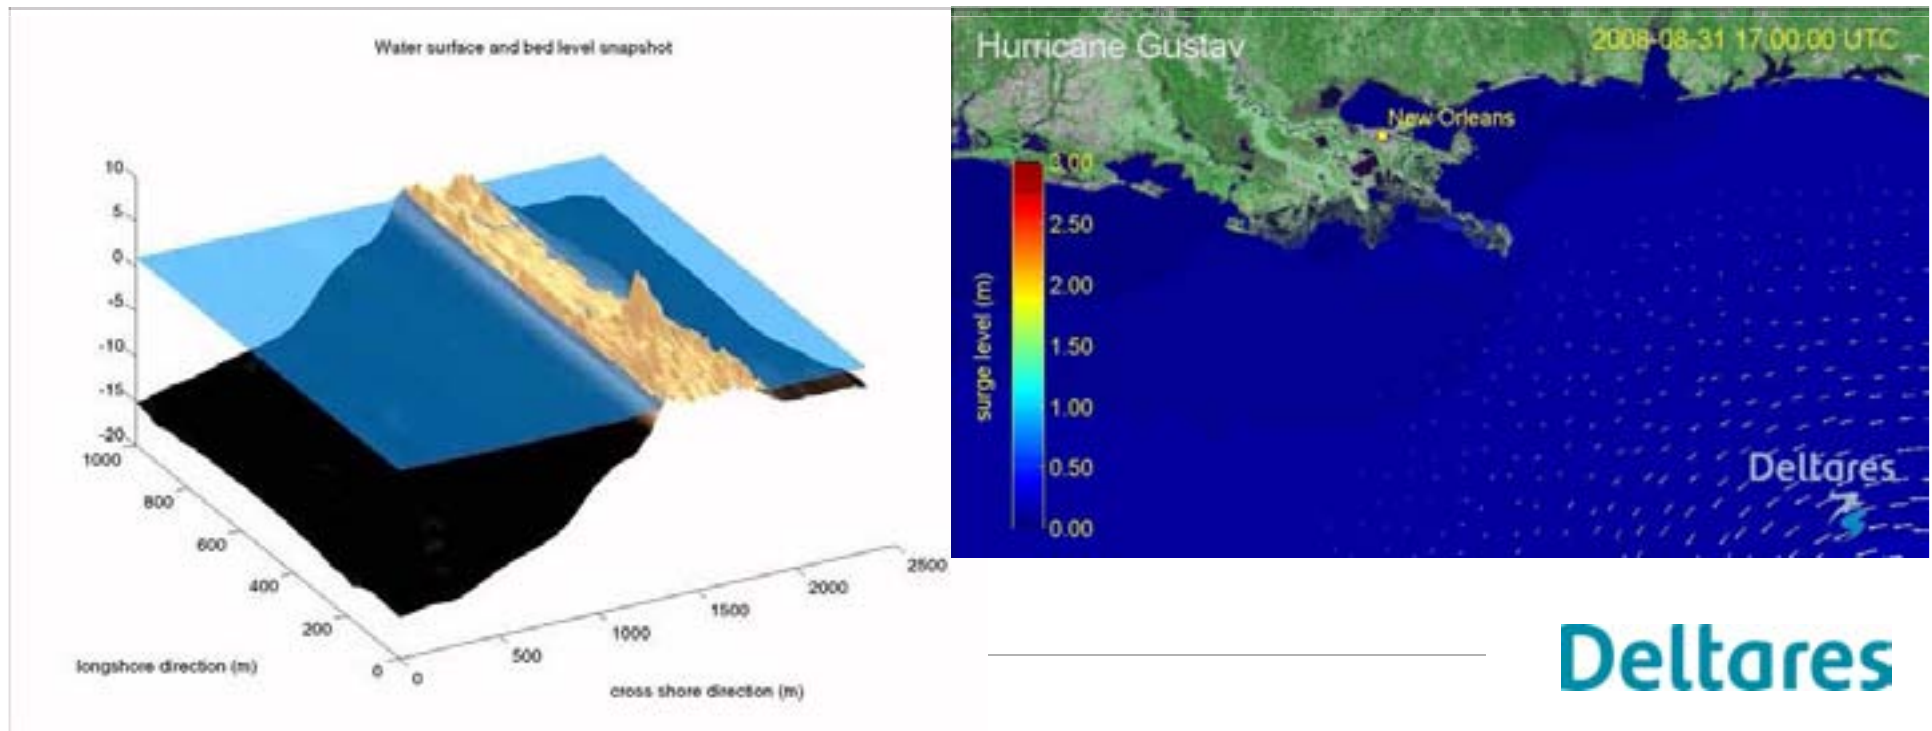 Water surface and bed level snapshot
10
5
0
-5
-10
-15
-20
1000
800
600
400
200
0
0
500
1000
1500
2000
2500
longshore direction (m)
cross shore direction (m)
Hurricane Gustav
2008-08-31 17:00:00 UTC
New Orleans
3.00
2.50
2.00
1.50
1.00
0.50
0.00
surge level (m)
Deltares
Deltares